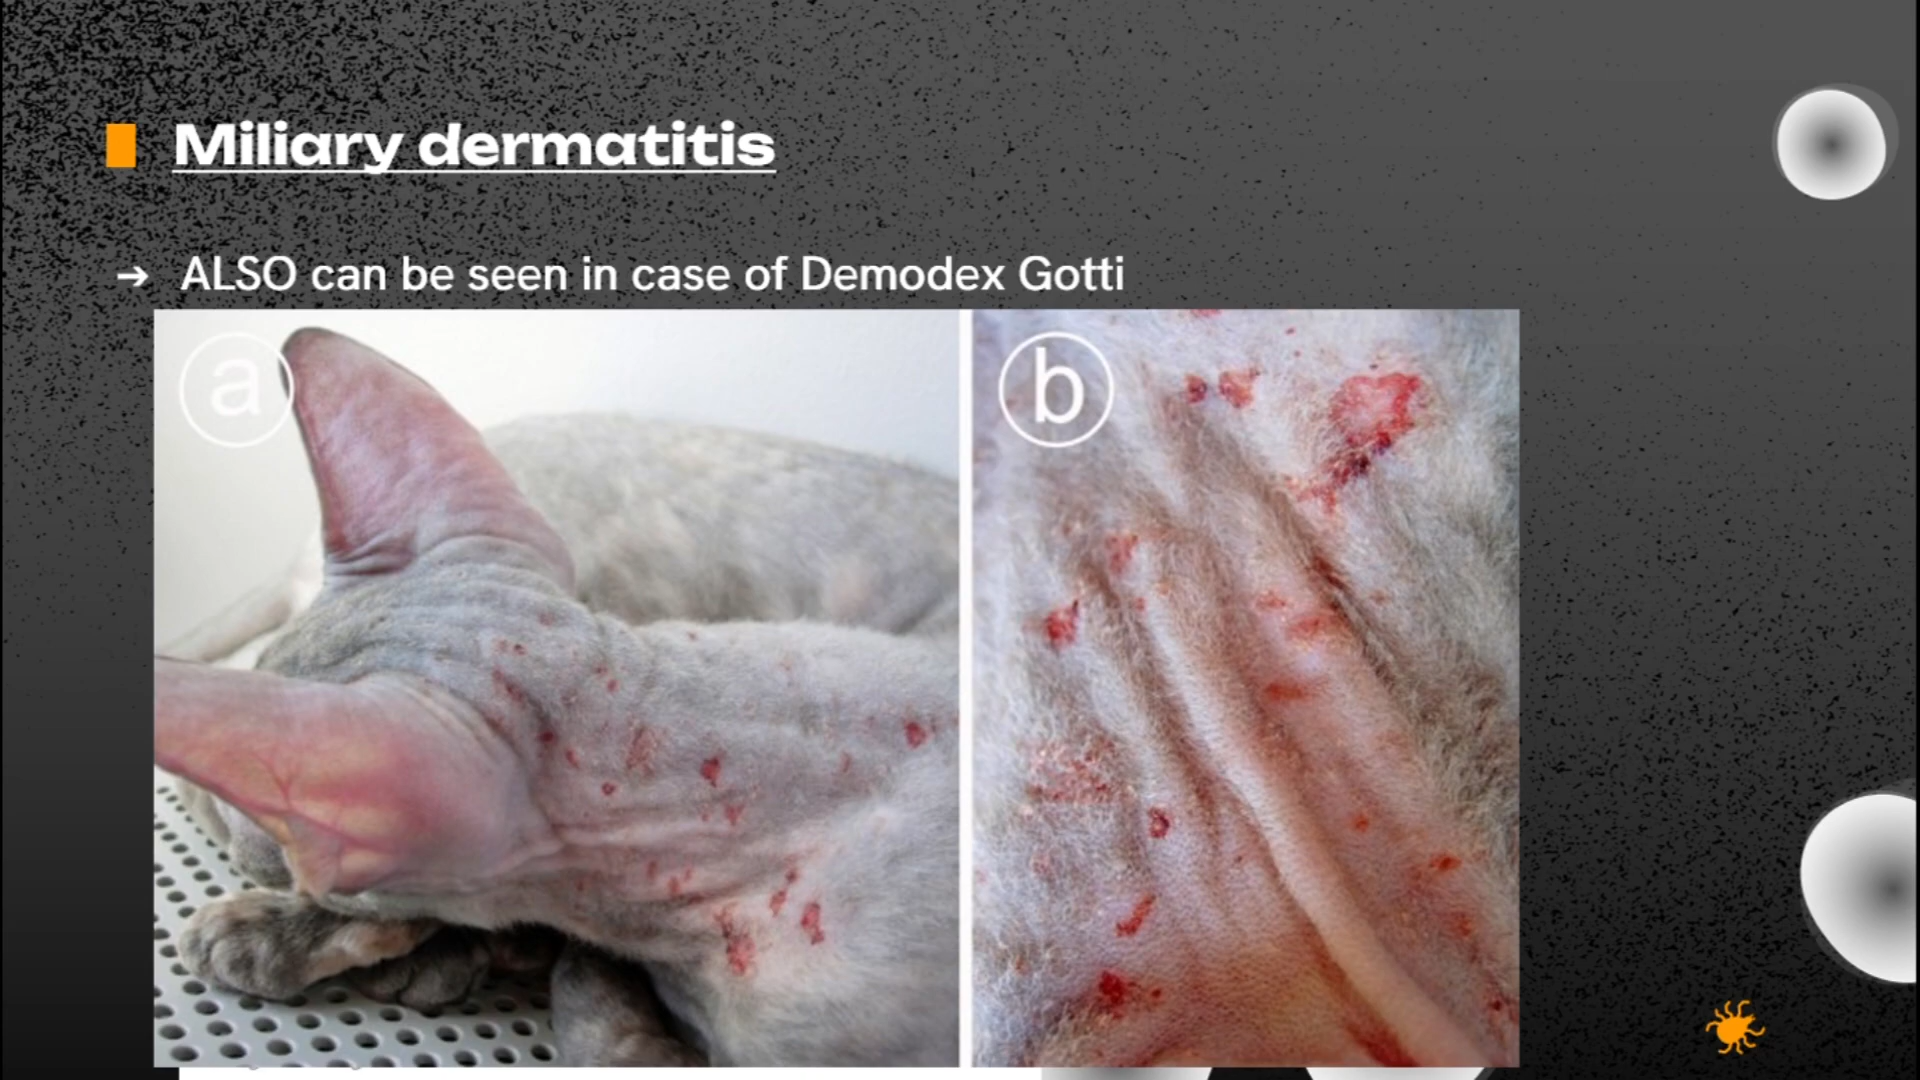 Miliary dermatitis
➔ ALSO can be seen in case of Demodex Gotti
a
b